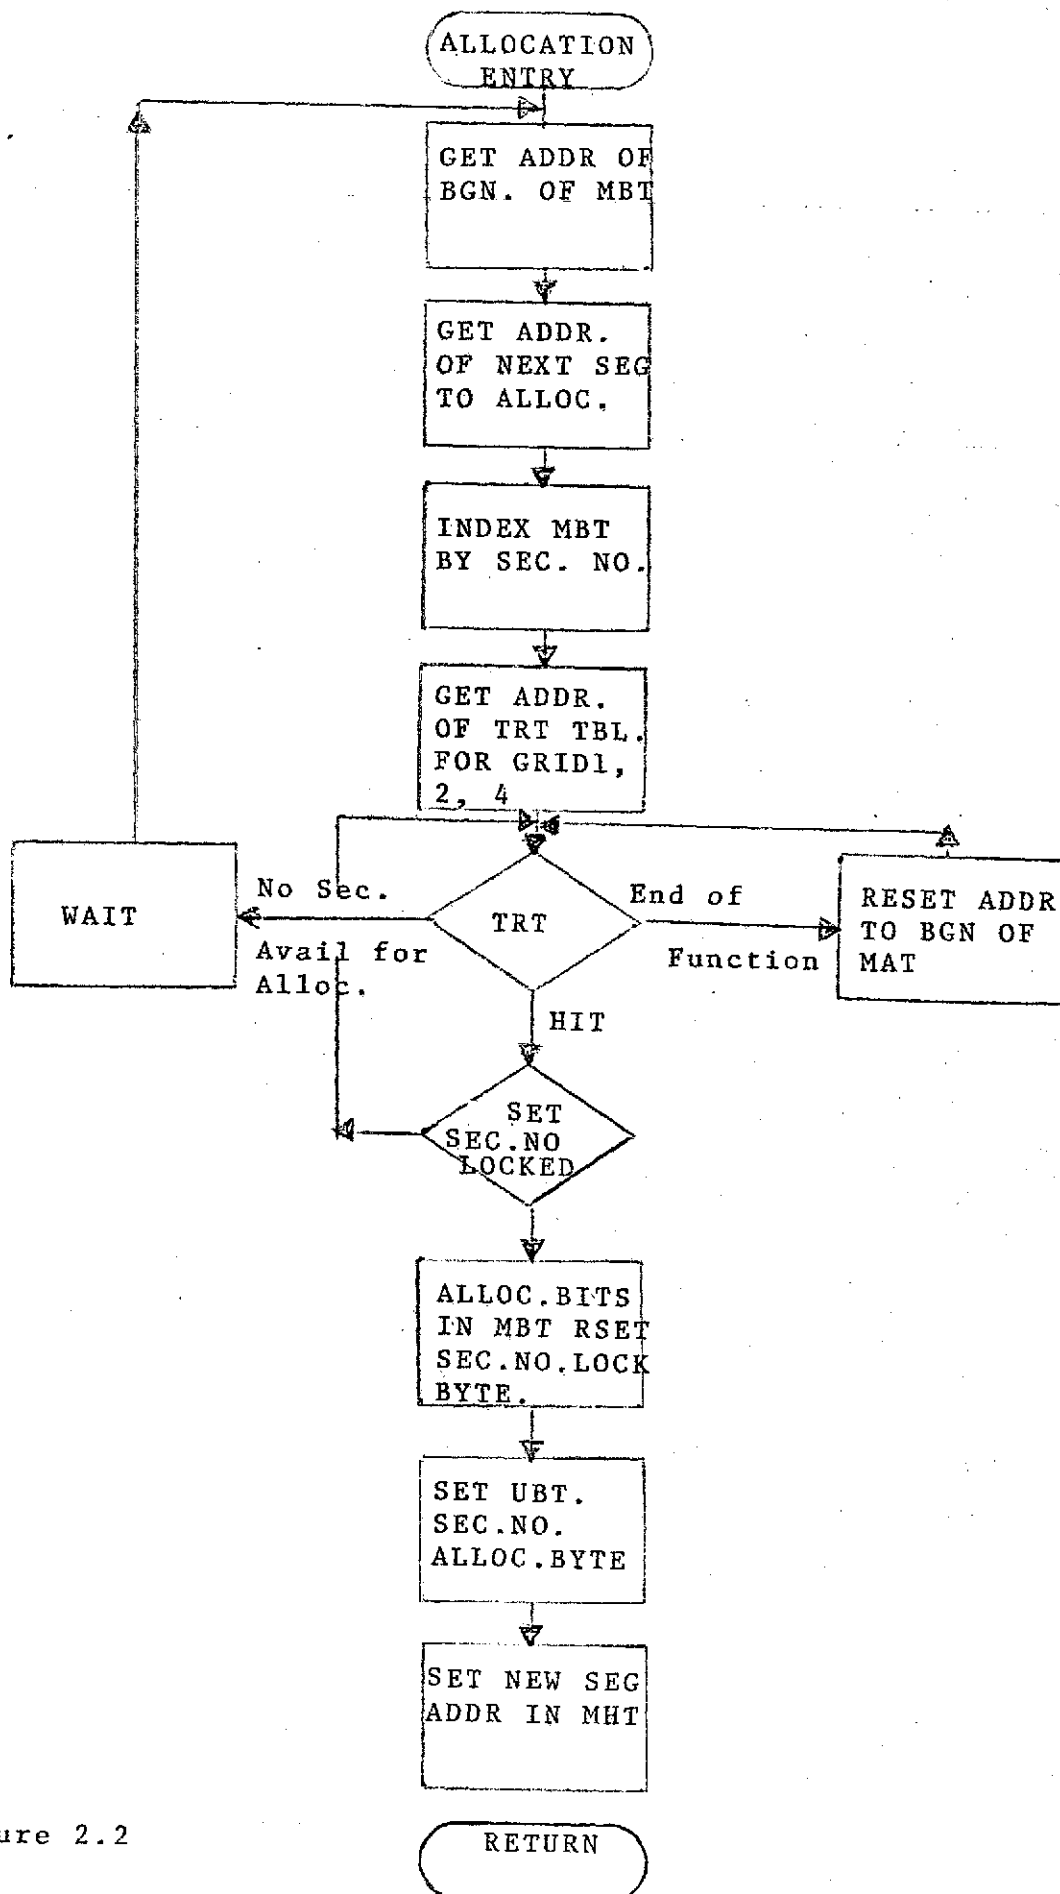 ALLOCATION
ENTRY
GET ADDR OF
BGN. OF MBT
GET ADDR.
OF NEXT SEG
TO ALLOC.
INDEX MBT
BY SEC. NO.
GET ADDR.
OF TRT TBL.
FOR GRID1,
2, 4
WAIT
No Sec.
Avail for
Alloc.
TRT
End of
Function
RESET ADDR
TO BGN OF
MAT
HIT
SET
SEC.NO
LOCKED
ALLOC.BITS
IN MBT RSET
SEC.NO.LOCK
BYTE.
SET UBT.
SEC.NO.
ALLOC.BYTE
SET NEW SEG
ADDR IN MHT
ure 2.2
RETURN